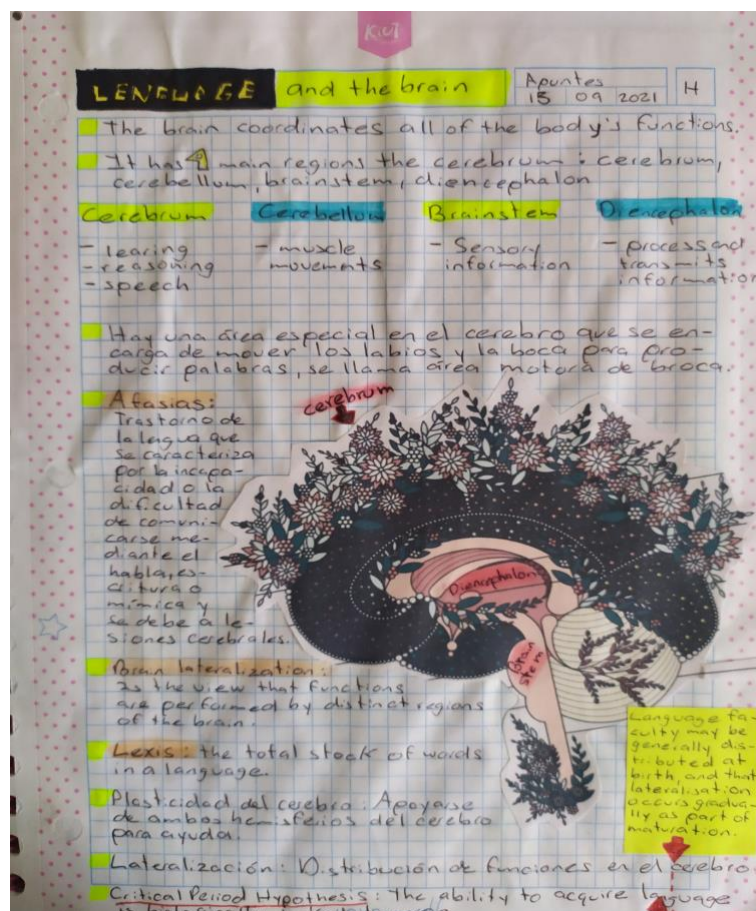 KiUT
LENGUAGE and the brain
Apuntes
15 09 2021
H
The brain coordinates all of the body's functions.
It has 4 main regions the cerebrum: cerebrum,
cerebellum, brainstem, diencephalon
Cerebrum Cerebellum Brainstem Diencephalon
- learing - muscle - Sensory - process and
- reasoning movements information transmits
- speech information
Hay una área especial en el cerebro que se en-
carga de mover los labios y la boca para pro-
ducir palabras, se llama área motora de broca.
Afasias:
Trastorno de
la lengua que
se caracteriza
por la incapa-
cidad o la
dificultad
de comuni-
carse me-
diante el
habla, es-
critura o
mímica y
se debe a le-
siones cerebrales.
cerebrum
Diencephalon
Brain
stem
Brain lateralization:
Is the view that functions
are performed by distinct regions
of the brain.
Lexis: the total stock of words
in a language.
Plasticidad del cerebro: Apoyarse
de ambos hemisferios del cerebro
para ayuda.
Language fa-
culty may be
generally dis-
tributed at
birth, and that
lateralisation
occurs gradua-
lly as part of
maturation.
Lateralización: Distribución de funciones en el cerebro
Critical Period Hypothesis: The ability to acquire language